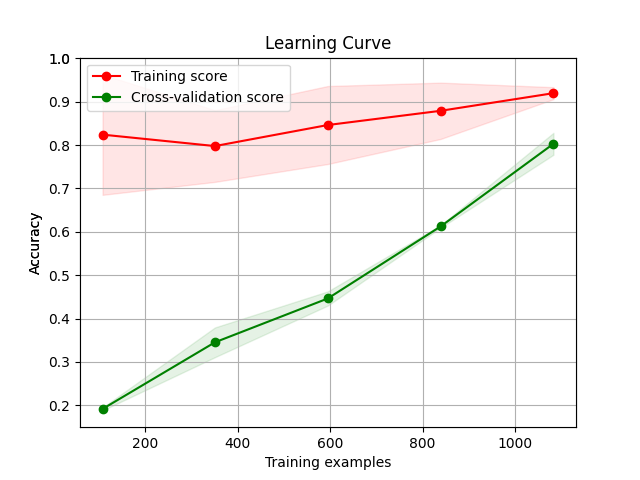 Learning Curve
1.0
Training score
Cross-validation score
0.9
0.8
0.7
0.6
0.5
0.4
0.3
0.2
Accuracy
200
400
600
800
1000
Training examples